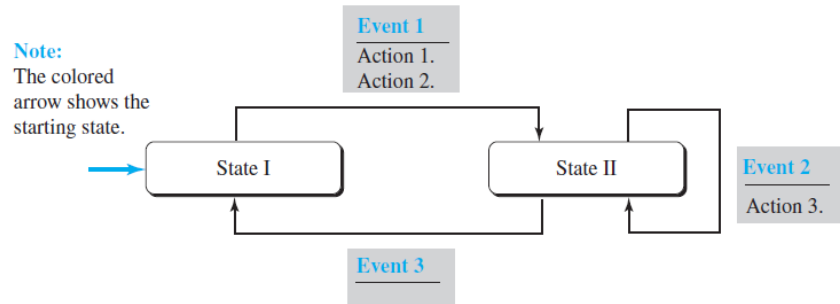 Note:
The colored
arrow shows the
starting state.
Event 1
Action 1.
Action 2.
State I
State II
Event 2
Action 3.
Event 3